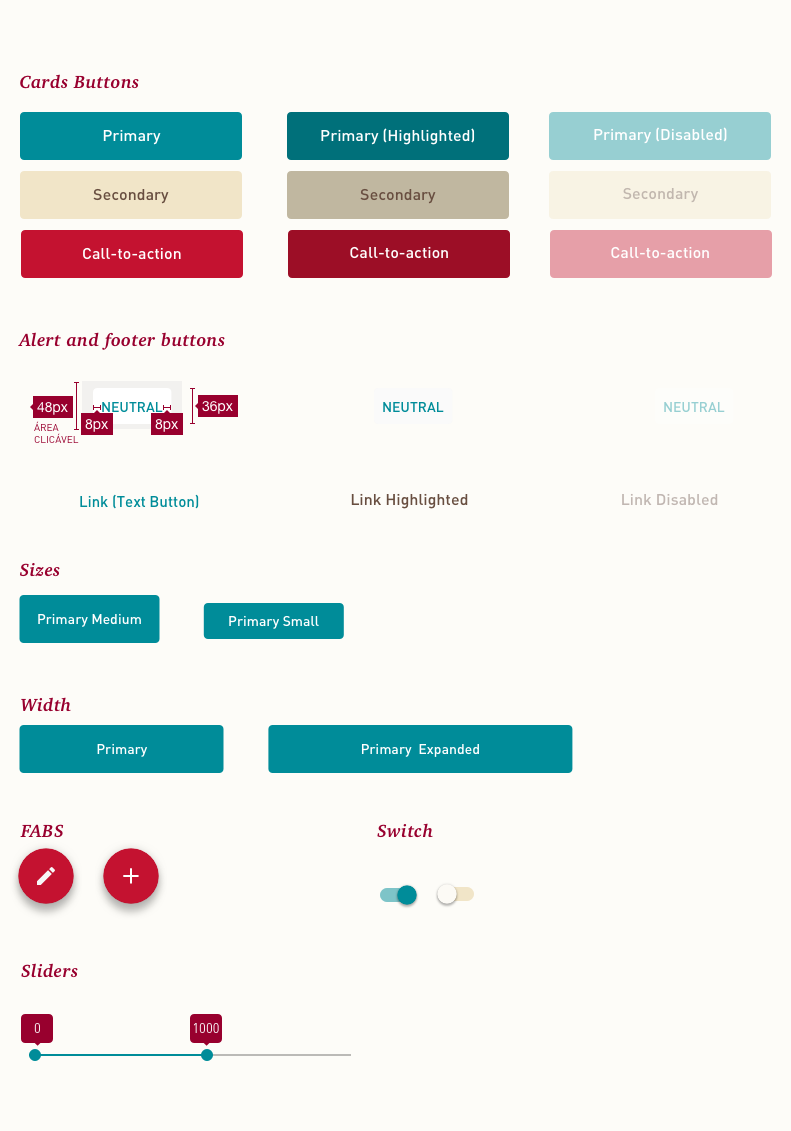 Cards Buttons
Primary
Primary (Highlighted)
Primary (Disabled)
Secondary
Secondary
Secondary
Call-to-action
Call-to-action
Call-to-action
Alert and footer buttons
48px
ÁREA
CLICÁVEL
NEUTRAL
8px
8px
36px
NEUTRAL
NEUTRAL
Link (Text Button)
Link Highlighted
Link Disabled
Sizes
Primary Medium
Primary Small
Width
Primary
Primary Expanded
FABS
Switch
Sliders
0
1000